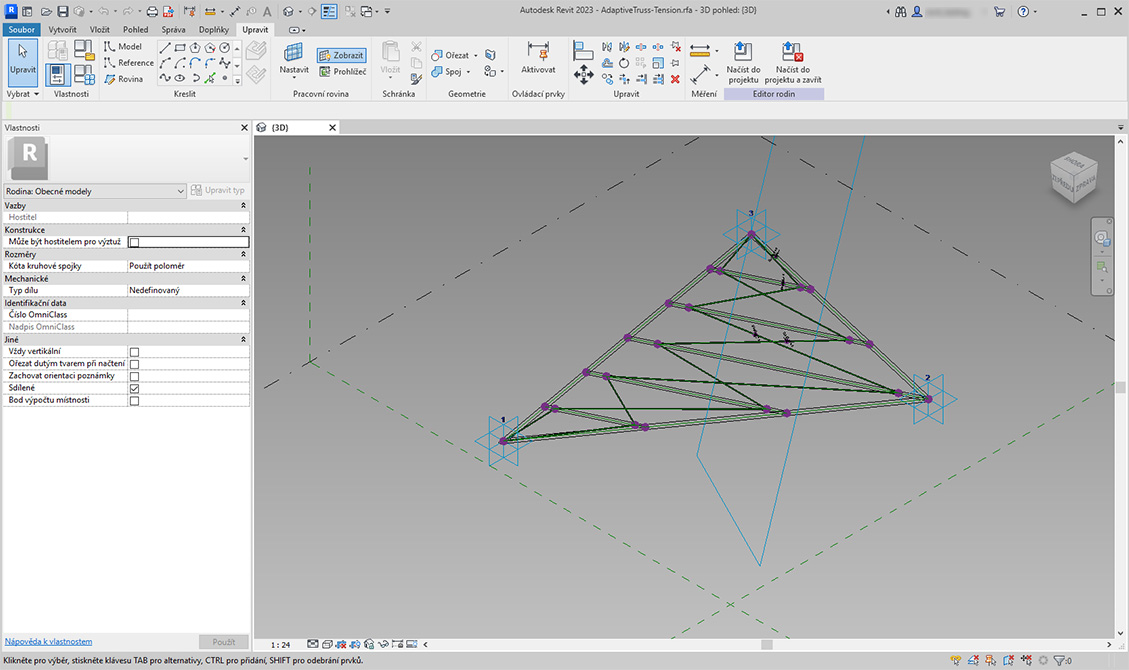 Autodesk Revit 2023 - AdaptiveTruss-Tension.rfa - 3D pohled: {3D}
Soubor Vytvořit Vložit Pohled Správa Doplňky Upravit
Upravit
Vybrat
Vlastnosti
Model
Reference
Rovina
Kreslit
Nastavit
Zobrazit
Prohlížeč
Pracovní rovina
Vložit
Schránka
Ořezat
Spoj
Geometrie
Aktivovat
Ovládací prvky
Upravit
Měření
Načíst do
projektu
Načíst do
projektu a zavřít
Editor rodin
Vlastnosti
{3D}
R
Rodina: Obecné modely
Upravit typ
Vazby
Hostitel
Konstrukce
Může být hostitelem pro výztuž
Rozměry
Kóta kruhové spojky Použít poloměr
Mechanické
Typ dílu Nedefinovaný
Identifikační data
Číslo OmniClass
Nadpis OmniClass
Jiné
Vždy vertikální
Ořezat dutým tvarem při načtení
Zachovat orientaci poznámky
Sdílené
Bod výpočtu místnosti
3
2
1
Nápověda k vlastnostem
Použít
1 : 24
Klikněte pro výběr, stiskněte klávesu TAB pro alternativy, CTRL pro přidání, SHIFT pro odebrání prvků.
:0